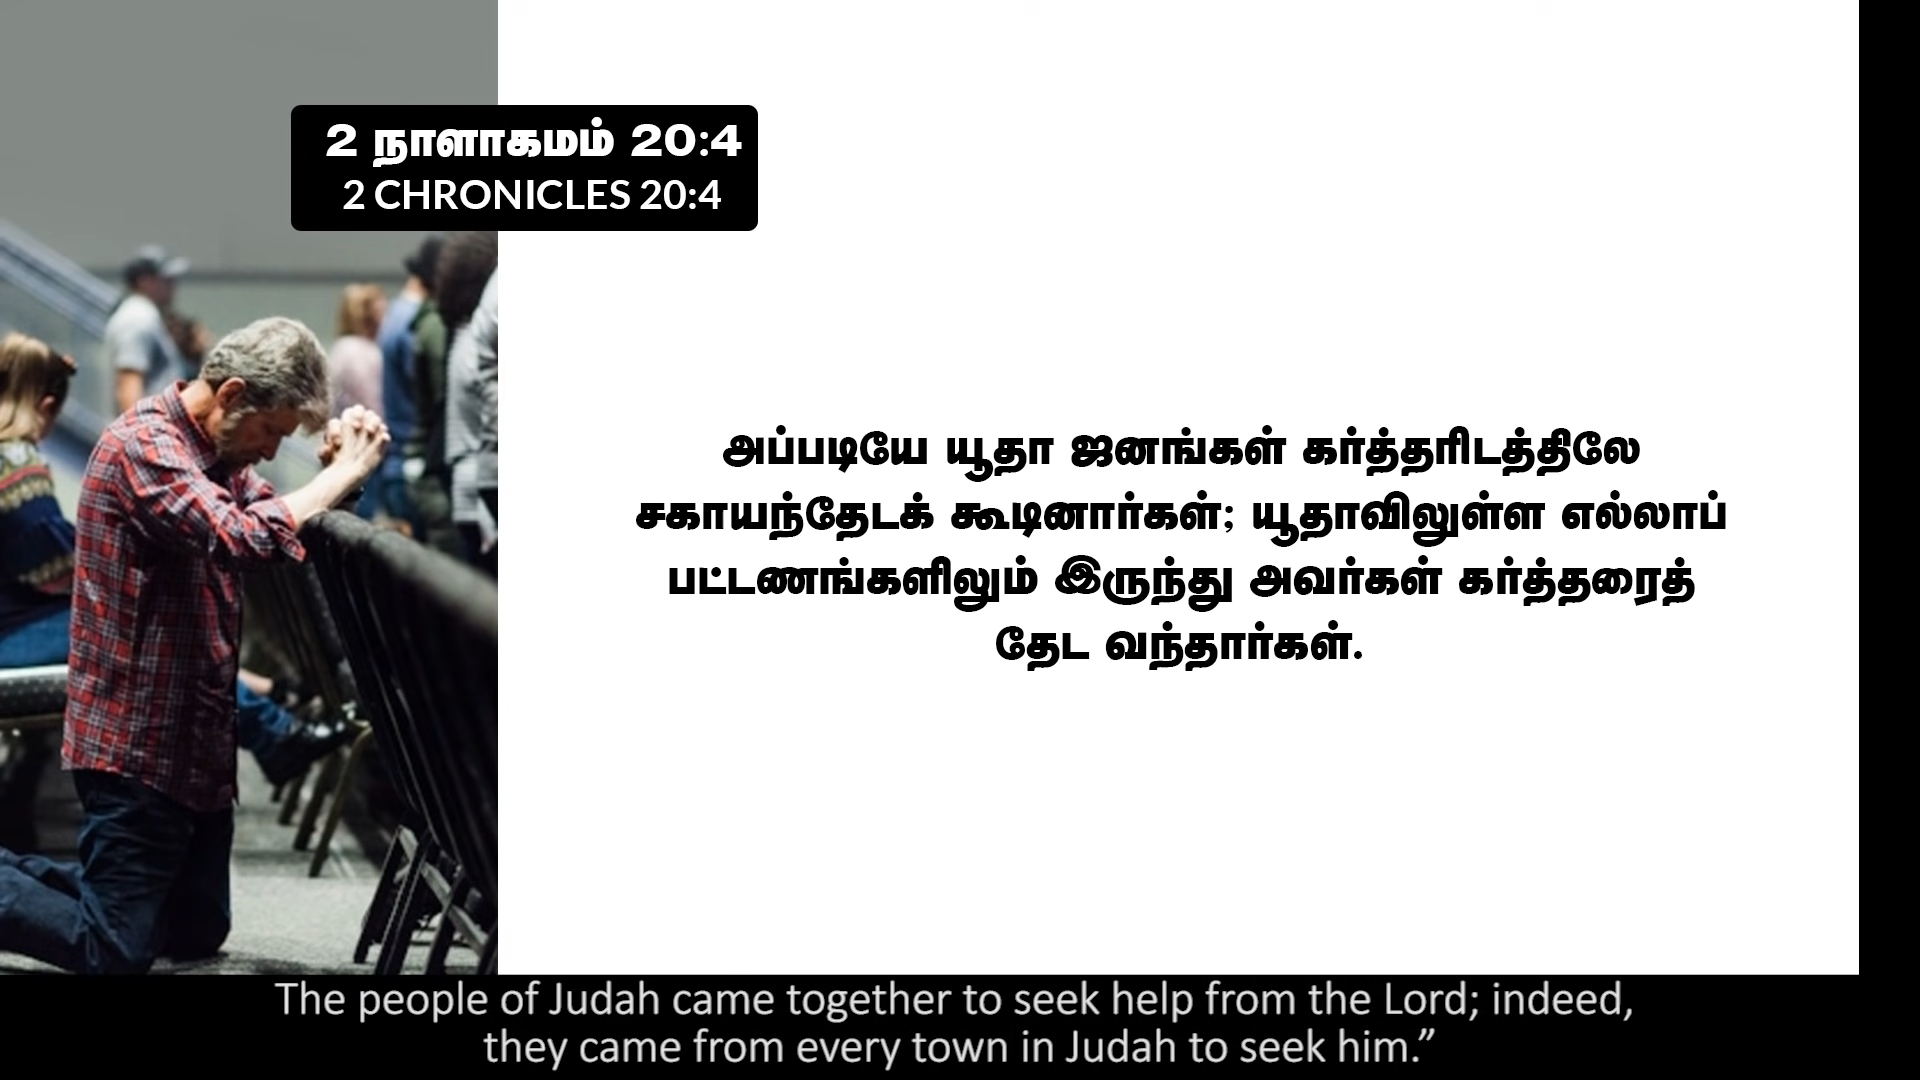 2 நாளாகமம் 20:4
2 CHRONICLES 20:4
அப்படியே யூதா ஜனங்கள் கர்த்தரிடத்திலே
சகாயந்தேடக் கூடினார்கள்; யூதாவிலுள்ள எல்லாப்
பட்டணங்களிலும் இருந்து அவர்கள் கர்த்தரைத்
தேட வந்தார்கள்.
The people of Judah came together to seek help from the Lord; indeed,
they came from every town in Judah to seek him.”